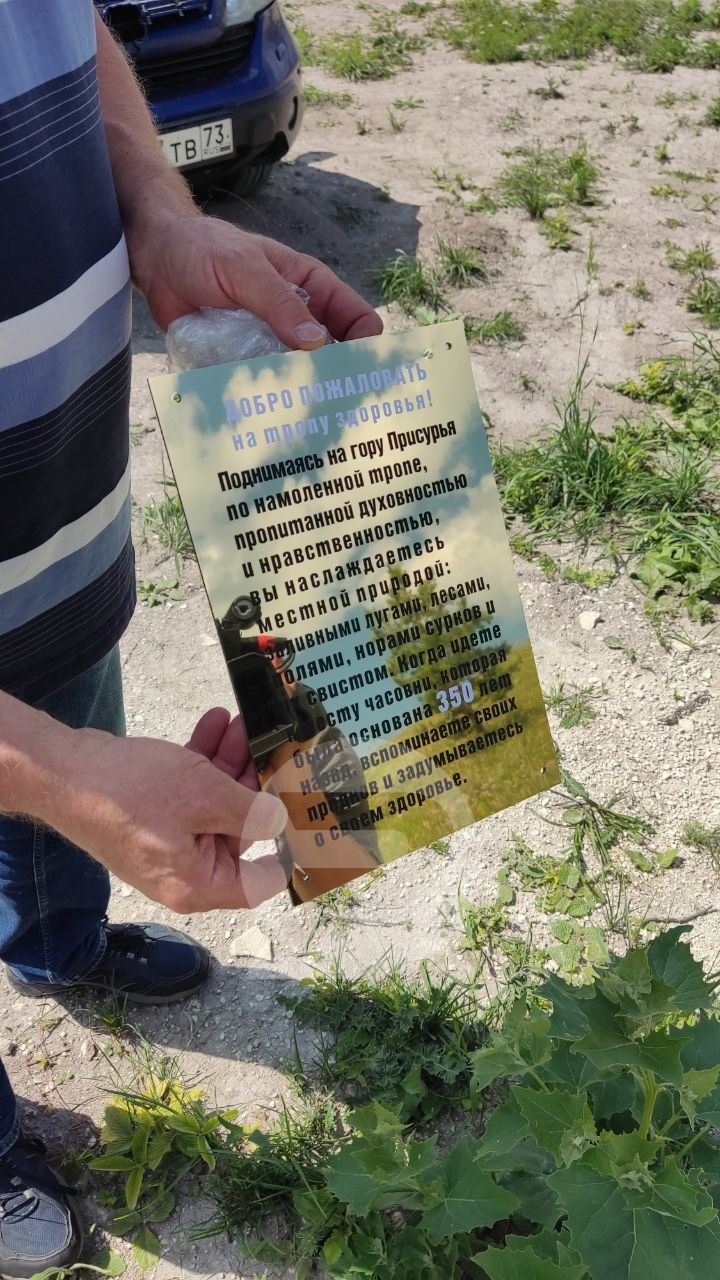 ТВ 73
RUS
ДОБРО ПОЖАЛОВАТЬ
на тропу здоровья!
Поднимаясь на гору Присурья
по намоленной тропе,
пропитанной духовностью
и нравственностью,
вы наслаждаетесь
местной природой:
заливными лугами, лесами,
полями, норами сурков и
свистом. Когда идете
месту часовни, которая
была основана 350 лет
назад, вспоминаете своих
предков и задумываетесь
о своем здоровье.